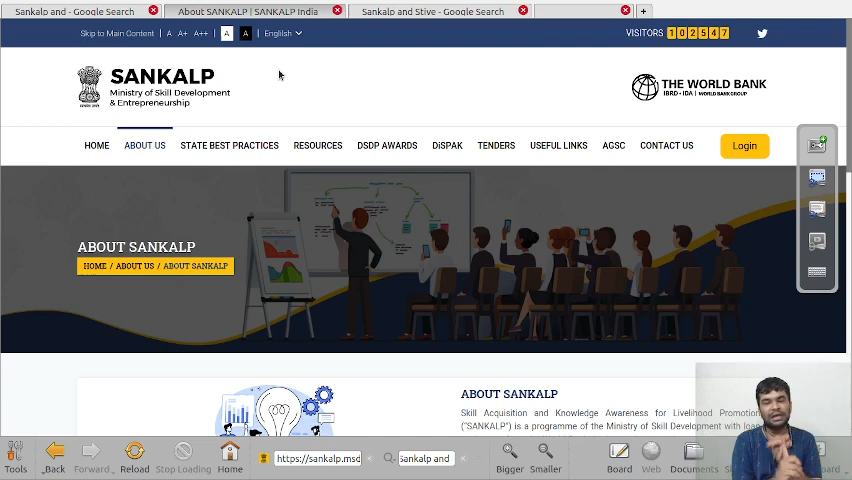 Sankalp and - Google Search
About SANKALP | SANKALP India
Sankalp and Stive - Google Search
Skip to Main Content | A A+ A++ | A A | English
VISITORS 1 0 2 5 4 7
SANKALP
Ministry of Skill Development
& Entrepreneurship
THE WORLD BANK
IBRD • IDA | WORLD BANK GROUP
HOME ABOUT US STATE BEST PRACTICES RESOURCES DSDP AWARDS DiSPAK TENDERS USEFUL LINKS AGSC CONTACT US Login
ABOUT SANKALP
HOME / ABOUT US / ABOUT SANKALP
ABOUT SANKALP
Skill Acquisition and Knowledge Awareness for Livelihood Promotion
("SANKALP") is a programme of the Ministry of Skill Development with loan
https://sankalp.msd
Sankalp and
Tools Back Forward Reload Stop Loading Home Bigger Smaller Board Web Documents